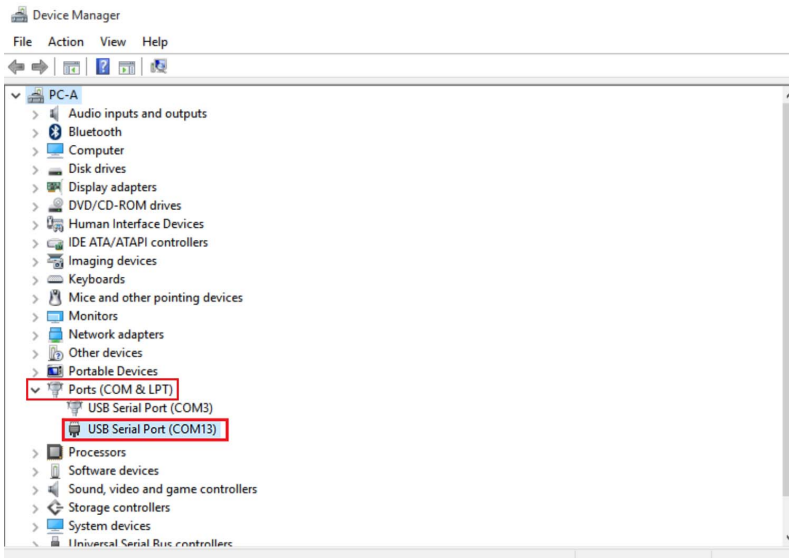 Device Manager
File Action View Help
PC-A
Audio inputs and outputs
Bluetooth
Computer
Disk drives
Display adapters
DVD/CD-ROM drives
Human Interface Devices
IDE ATA/ATAPI controllers
Imaging devices
Keyboards
Mice and other pointing devices
Monitors
Network adapters
Other devices
Portable Devices
Ports (COM & LPT)
USB Serial Port (COM3)
USB Serial Port (COM13)
Processors
Software devices
Sound, video and game controllers
Storage controllers
System devices
Universal Serial Bus controllers